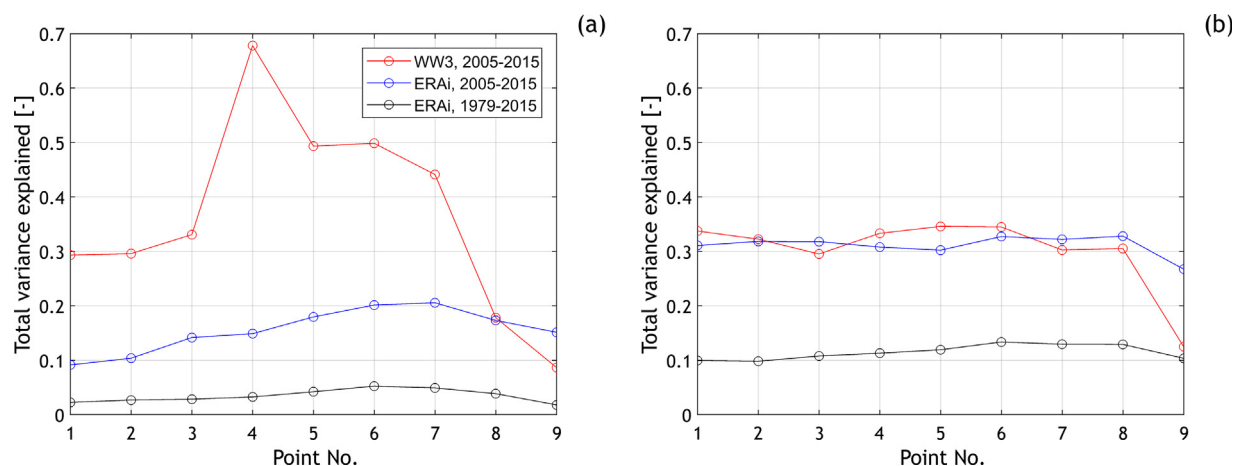 (a)
Total variance explained [-]
0.7
0.6
0.5
0.4
0.3
0.2
0.1
0
1 2 3 4 5 6 7 8 9
Point No.
WW3, 2005-2015
ERAi, 2005-2015
ERAi, 1979-2015
(b)
Total variance explained [-]
0.7
0.6
0.5
0.4
0.3
0.2
0.1
0
1 2 3 4 5 6 7 8 9
Point No.